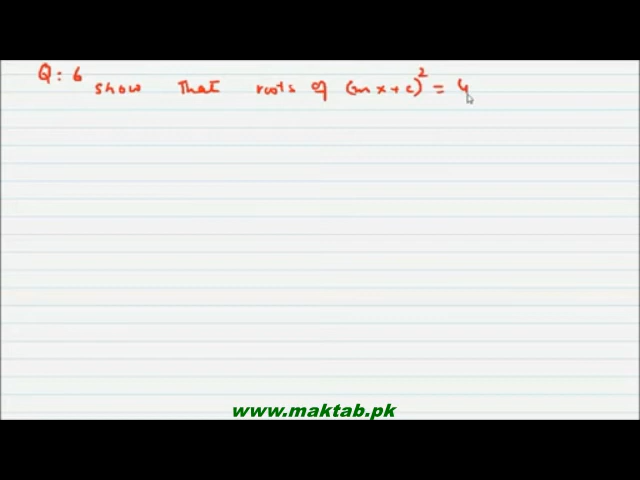 Q: 6
show that roots of (mx+c)² = 4
www.maktab.pk